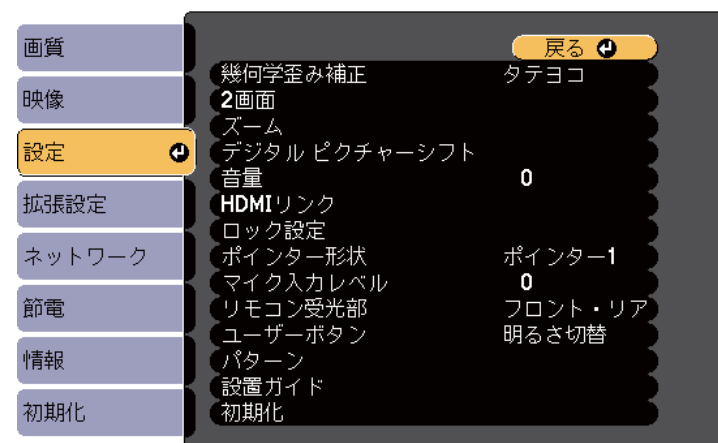 画質
映像
設定
拡張設定
ネットワーク
節電
情報
初期化
戻る
幾何学歪み補正 タテヨコ
2画面
ズーム
デジタル ピクチャーシフト
音量 0
HDMIリンク
ロック設定
ポインター形状 ポインター1
マイク入力レベル 0
リモコン受光部 フロント・リア
ユーザーボタン 明るさ切替
パターン
設置ガイド
初期化